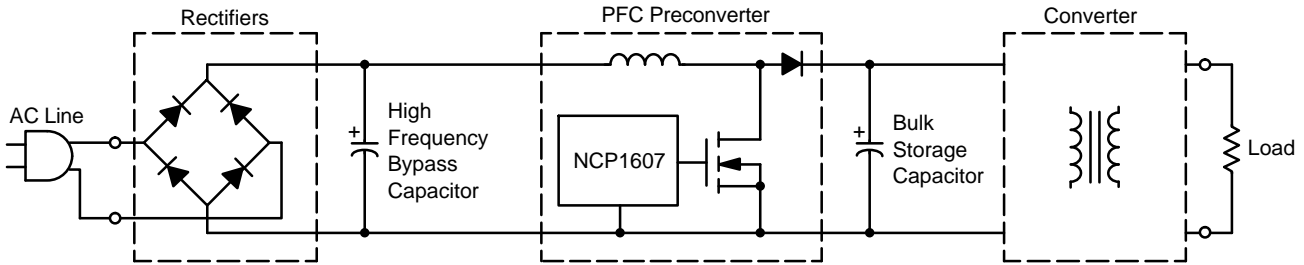 Rectifiers
PFC Preconverter
Converter
AC Line
High
Frequency
Bypass
Capacitor
+
NCP1607
+
Bulk
Storage
Capacitor
Load